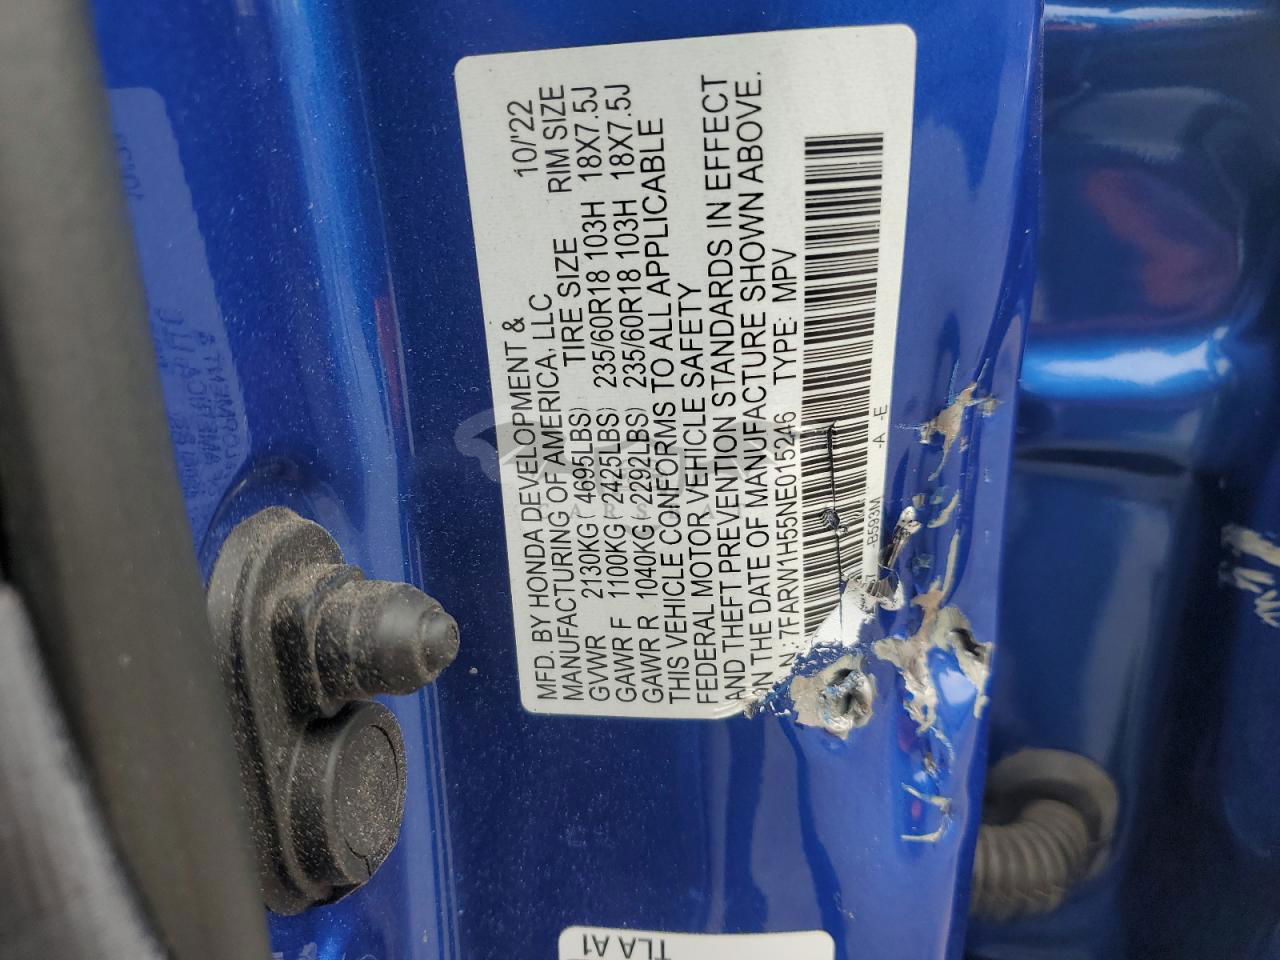 MFD. BY HONDA DEVELOPMENT &
MANUFACTURING OF AMERICA, LLC 10/'22
TIRE SIZE RIM SIZE
GVWR 2130KG (4695LBS)
GAWR F 1100KG (2425LBS) 235/60R18 103H 18X7.5J
GAWR R 1040KG (2292LBS) 235/60R18 103H 18X7.5J
THIS VEHICLE CONFORMS TO ALL APPLICABLE
FEDERAL MOTOR VEHICLE SAFETY
AND THEFT PREVENTION STANDARDS IN EFFECT
ON THE DATE OF MANUFACTURE SHOWN ABOVE.
7FARW1H55NE015246 TYPE: MPV
-B593M -A -E
TLA A1